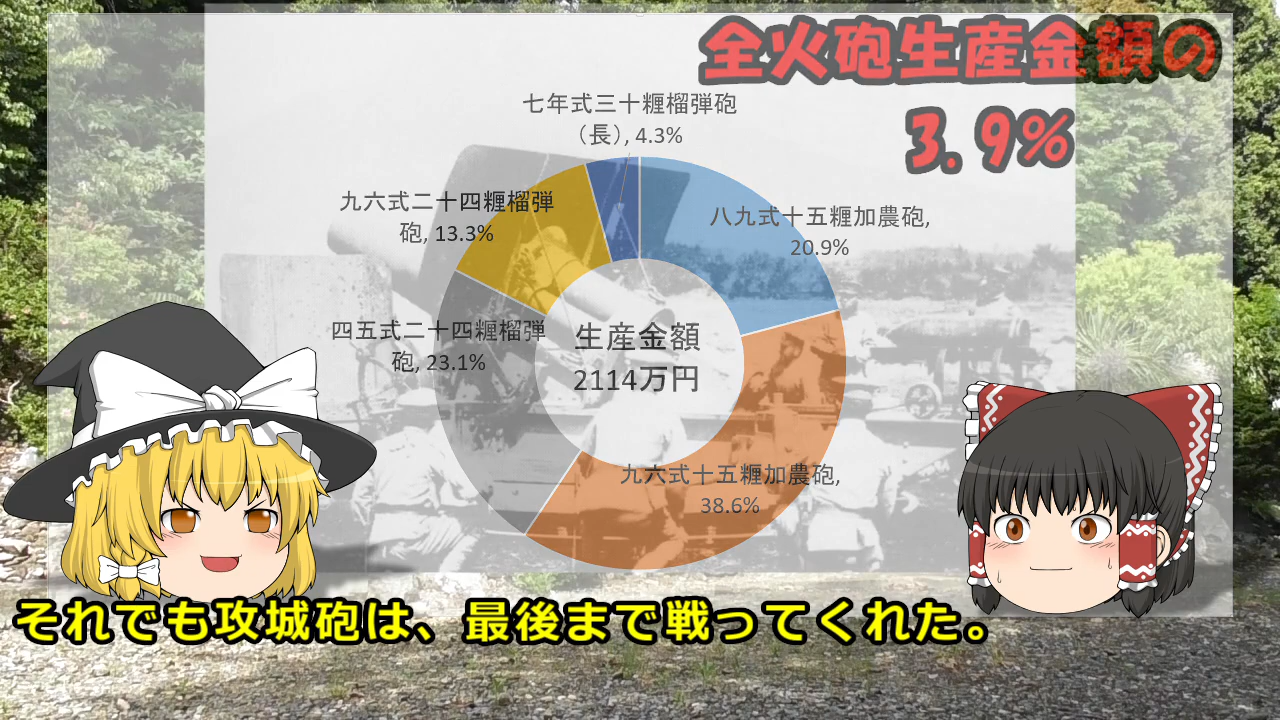 全火砲生産金額の
3.9%
七年式三十糎榴弾砲
（長）, 4.3%
九六式二十四糎榴弾
砲, 13.3%
八九式十五糎加農砲,
20.9%
四五式二十四糎榴弾
砲, 23.1%
生産金額
2114万円
九六式十五糎加農砲,
38.6%
それでも攻城砲は、最後まで戦ってくれた。